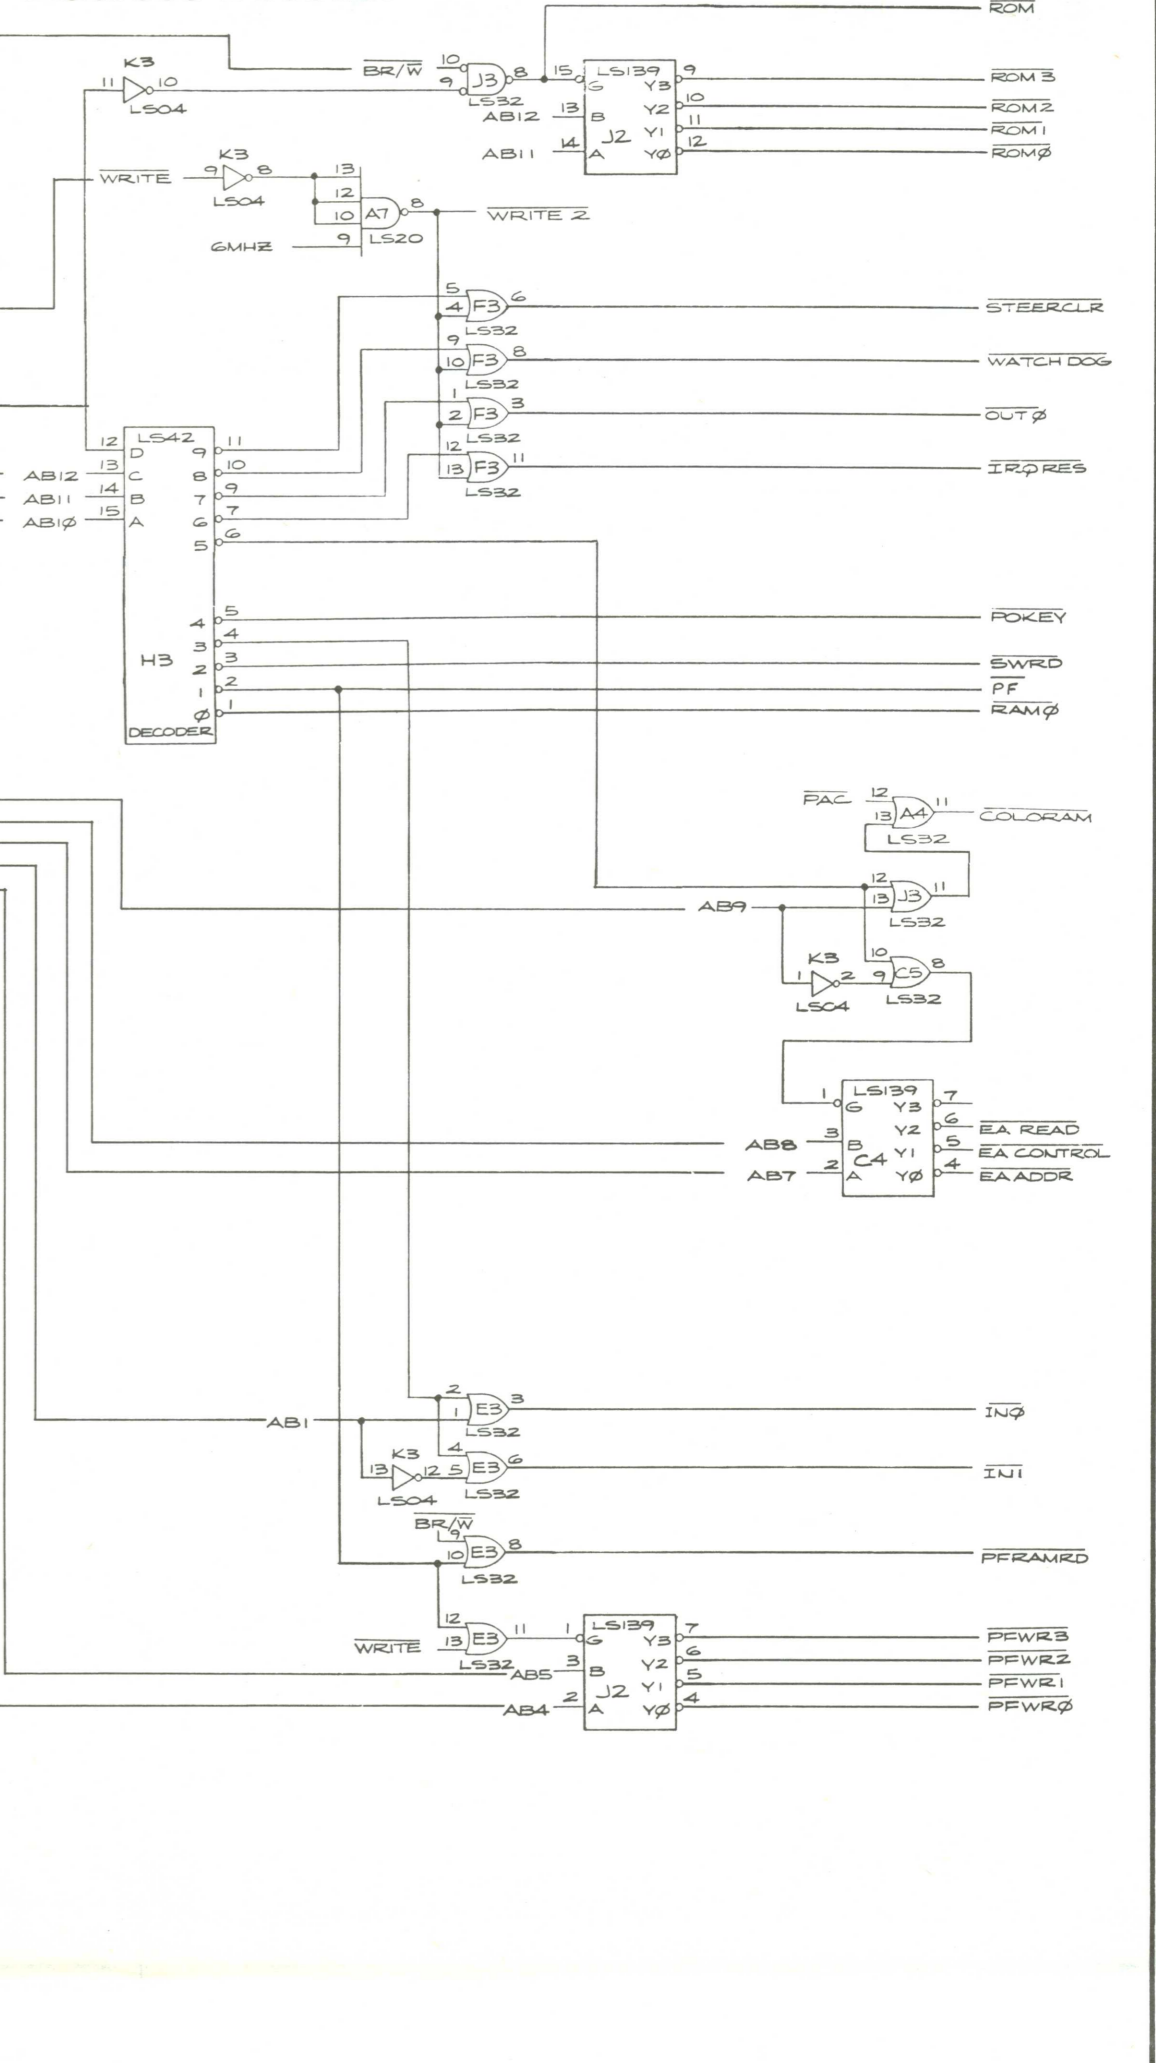 ROM
K3
11 10
LS04
BR/W 10
9 J3 8
LS32
15 LS139 9
G Y3
ROM3
AB12 13 B Y2 10 ROM2
J2 Y1 11 ROM1
AB11 14 A YØ 12 ROMØ
K3
WRITE 9 8
LS04
13
12
10 A7 8 WRITE 2
6MHZ 9 LS20
5
4 F3 6 STEERCLR
LS32
9
10 F3 8 WATCH DOG
LS32
1
2 F3 3 OUTØ
LS32
12
13 F3 11 IRQRES
LS32
LS42
12 D 9 11
AB12 13 C 8 10
AB11 14 B 7 9
AB1Ø 15 A 6 7
5 6
4 5 POKEY
3 4
H3 2 3 SWRD
1 2 PF
Ø 1 RAMØ
DECODER
PAC 12
13 A4 11 COLORAM
LS32
12
AB9 13 J3 11
LS32
K3 10
1 2 9 C5 8
LS04 LS32
LS139
1 G Y3 7
Y2 6 EA READ
AB8 3 B Y1 5 EA CONTROL
C4
AB7 2 A YØ 4 EAADDR
2
AB1 1 E3 3 INØ
LS32
K3 4
13 12 5 E3 6 IN1
LS04 LS32
BR/W
9
10 E3 8 PFRAMRD
LS32
12
WRITE 13 E3 11
LS32
LS139
1 G Y3 7 PFWR3
AB5 3 B Y2 6 PFWR2
J2 Y1 5 PFWR1
AB4 2 A YØ 4 PFWRØ